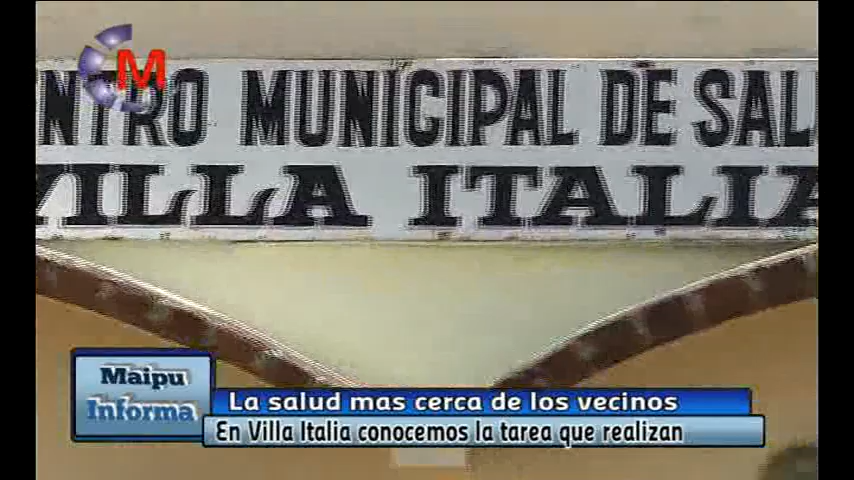 M
NTRO MUNICIPAL DE SAL
VILLA ITALIA
Maipu
Informa
La salud mas cerca de los vecinos
En Villa Italia conocemos la tarea que realizan